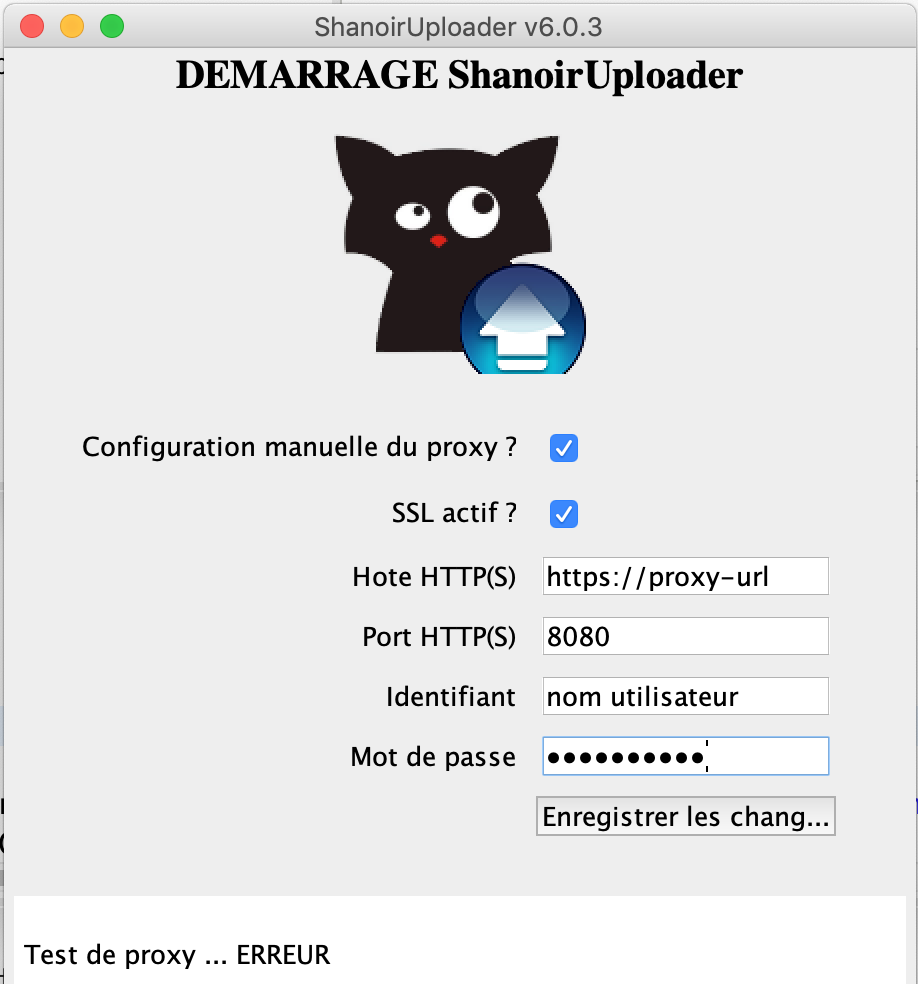 ShanoirUploader v6.0.3
DEMARRAGE ShanoirUploader
Configuration manuelle du proxy ?
SSL actif ?
Hote HTTP(S) https://proxy-url
Port HTTP(S) 8080
Identifiant nom utilisateur
Mot de passe ••••••••••
Enregistrer les chang...
Test de proxy ... ERREUR